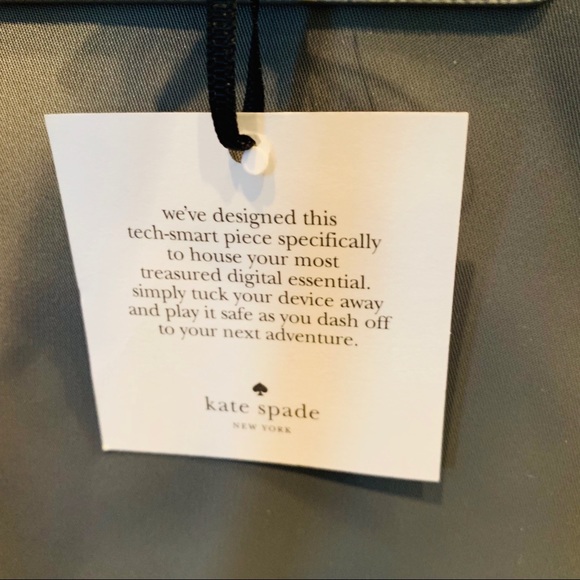 we've designed this
tech-smart piece specifically
to house your most
treasured digital essential.
simply tuck your device away
and play it safe as you dash off
to your next adventure.
kate spade
NEW YORK